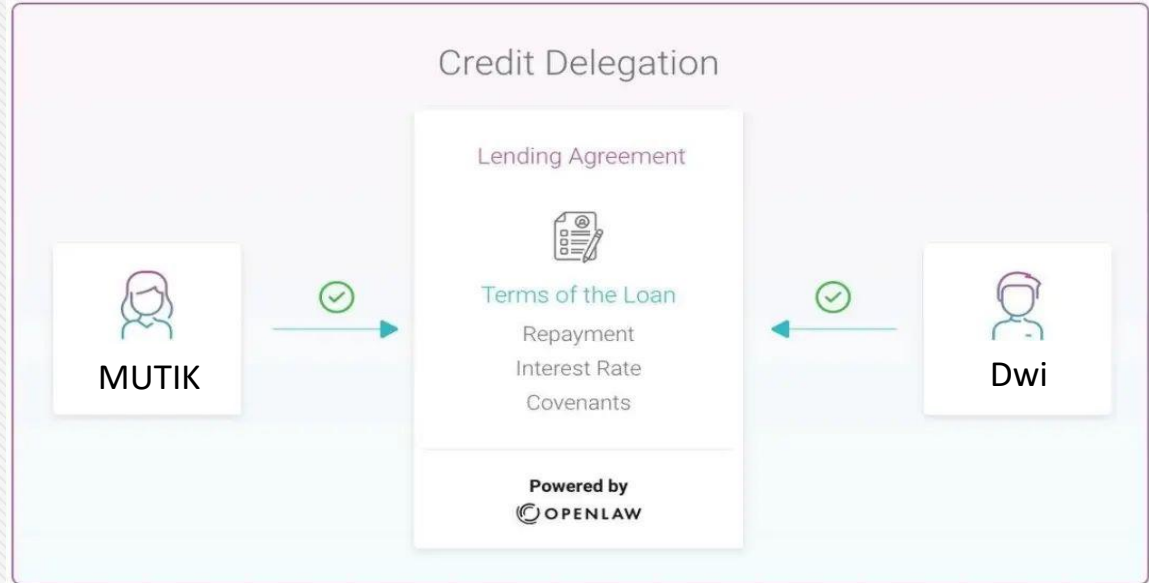 Credit Delegation
Lending Agreement
Terms of the Loan
Repayment
Interest Rate
Covenants
MUTIK
Dwi
Powered by
OPENLAW